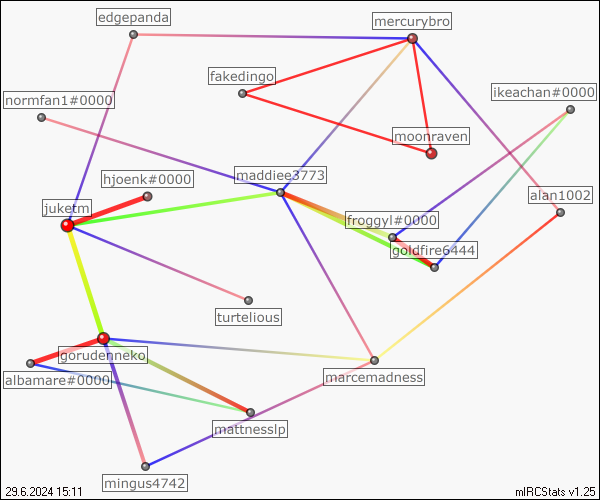 edgepanda
mercurybro
fakedingo
ikeachan#0000
normfan1#0000
moonraven
maddiee3773
hjoenk#0000
alan1002
juketm
froggyl#0000
goldfire6444
turtelious
gorudenneko
marcemadness
albamare#0000
mattnesslp
mingus4742
29.6.2024 15:11
mIRCStats v1.25